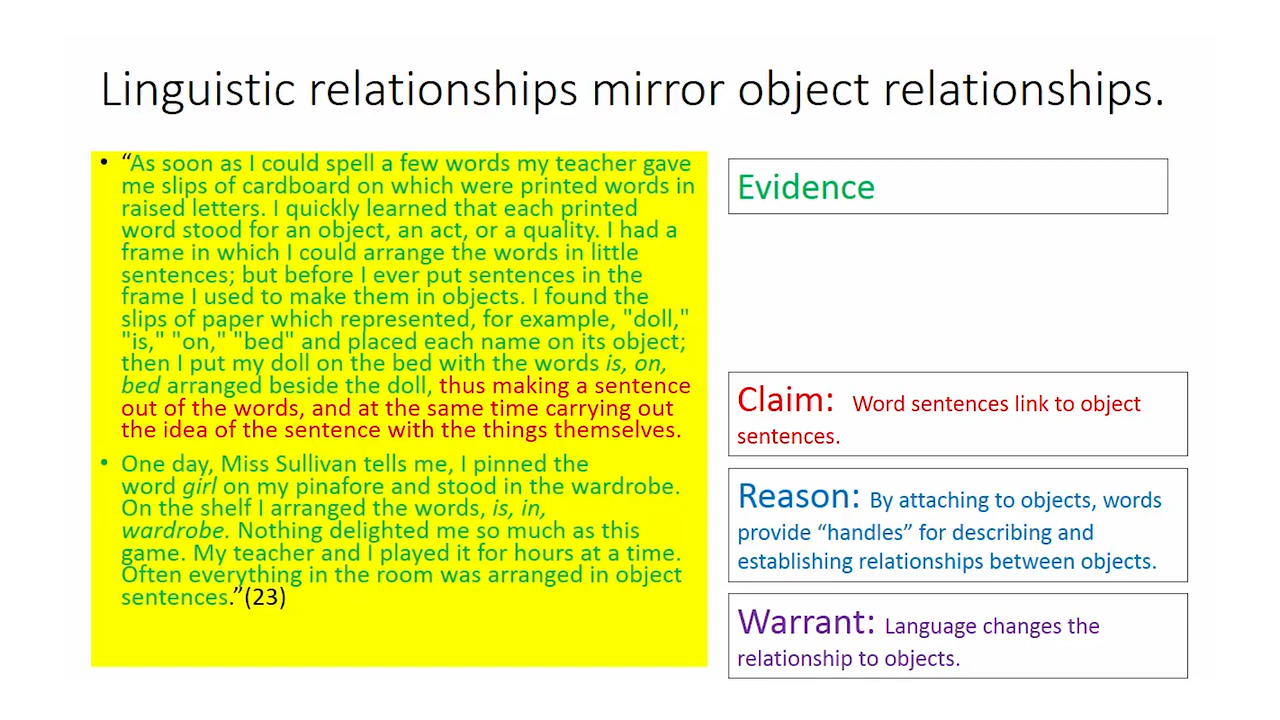 Linguistic relationships mirror object relationships.
• “As soon as I could spell a few words my teacher gave
me slips of cardboard on which were printed words in
raised letters. I quickly learned that each printed
word stood for an object, an act, or a quality. I had a
frame in which I could arrange the words in little
sentences; but before I ever put sentences in the
frame I used to make them in objects. I found the
slips of paper which represented, for example, "doll,"
"is," "on," "bed" and placed each name on its object;
then I put my doll on the bed with the words is, on,
bed arranged beside the doll, thus making a sentence
out of the words, and at the same time carrying out
the idea of the sentence with the things themselves.
• One day, Miss Sullivan tells me, I pinned the
word girl on my pinafore and stood in the wardrobe.
On the shelf I arranged the words, is, in,
wardrobe. Nothing delighted me so much as this
game. My teacher and I played it for hours at a time.
Often everything in the room was arranged in object
sentences.”(23)
Evidence
Claim: Word sentences link to object
sentences.
Reason: By attaching to objects, words
provide “handles” for describing and
establishing relationships between objects.
Warrant: Language changes the
relationship to objects.